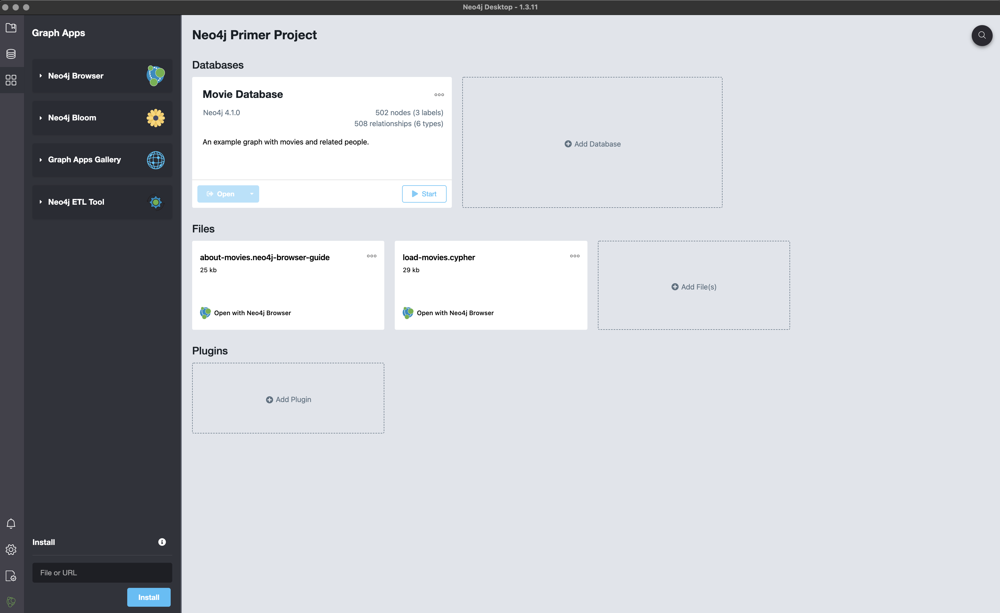 Neo4j Desktop - 1.3.11
Graph Apps
Neo4j Browser
Neo4j Bloom
Graph Apps Gallery
Neo4j ETL Tool
Install
File or URL
Install
Neo4j Primer Project
Databases
Movie Database
Neo4j 4.1.0
502 nodes (3 labels)
508 relationships (6 types)
An example graph with movies and related people.
Open
Start
Add Database
Files
about-movies.neo4j-browser-guide
25 kb
Open with Neo4j Browser
load-movies.cypher
29 kb
Open with Neo4j Browser
Add File(s)
Plugins
Add Plugin